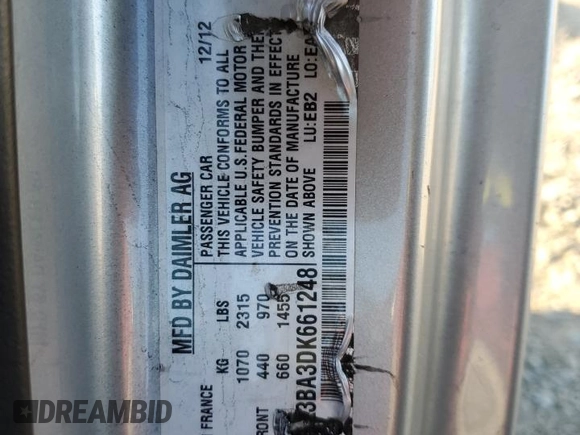 MFD BY DAIMLER AG
FRANCE KG LBS
1070 2315
FRONT 440 970
660 1455
PASSENGER CAR 12/12
THIS VEHICLE CONFORMS TO ALL
APPLICABLE U.S. FEDERAL MOTOR
VEHICLE SAFETY BUMPER AND
PREVENTION STANDARDS IN EFFECT
ON THE DATE OF MANUFACTURE
SHOWN ABOVE LU:EB2
3BA3DK661248
DREAMBID